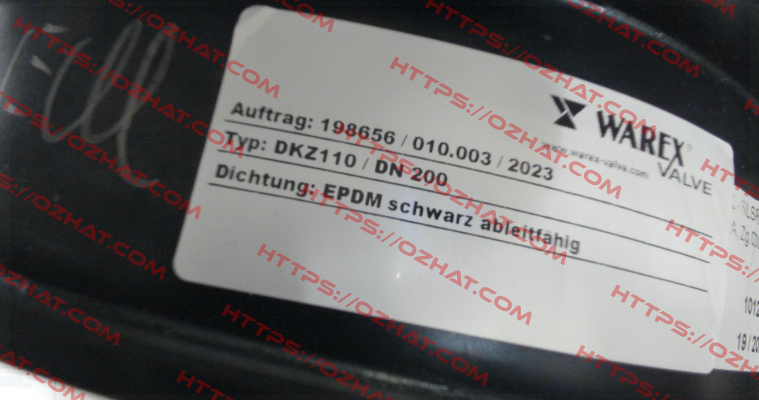 WAREX
VALVE
www.warex-valve.com
Auftrag: 198656 / 010.003 / 2023
Typ: DKZ110 / DN 200
Dichtung: EPDM schwarz ableitfähig
HTTPS://OZHAT.COM